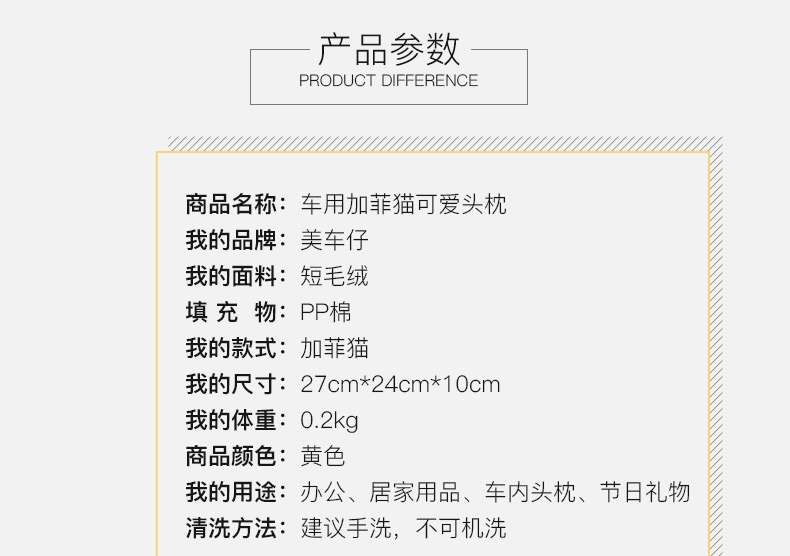 产品参数
PRODUCT DIFFERENCE
商品名称：车用加菲猫可爱头枕
我的品牌：美车仔
我的面料：短毛绒
填 充 物：PP棉
我的款式：加菲猫
我的尺寸：27cm*24cm*10cm
我的体重：0.2kg
商品颜色：黄色
我的用途：办公、居家用品、车内头枕、节日礼物
清洗方法：建议手洗，不可机洗